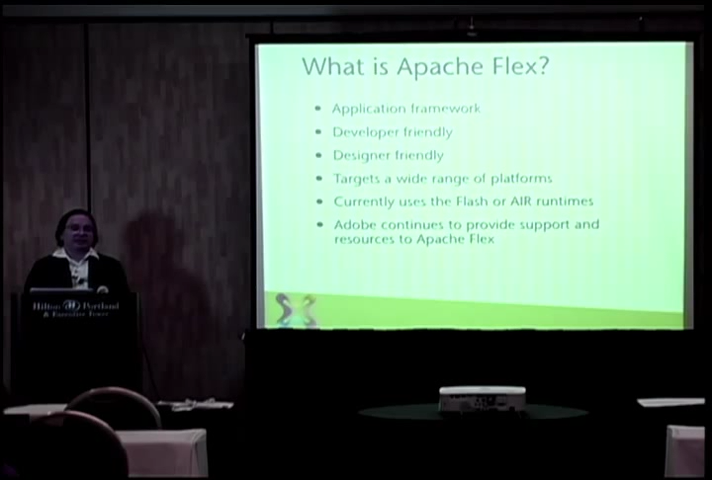 What is Apache Flex?
Application framework
Developer friendly
Designer friendly
Targets a wide range of platforms
Currently uses the Flash or AIR runtimes
Adobe continues to provide support and
resources to Apache Flex
Hilton Portland
& Executive Tower